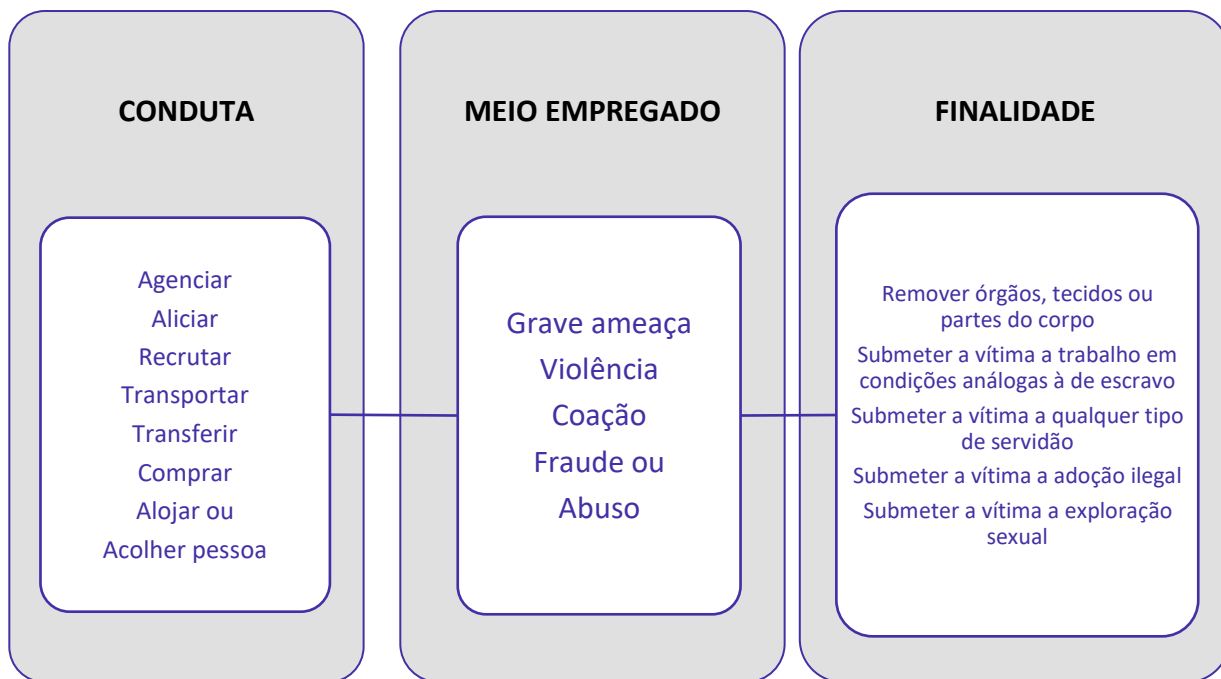 CONDUTA
Agenciar
Aliciar
Recrutar
Transportar
Transferir
Comprar
Alojar ou
Acolher pessoa
MEIO EMPREGADO
Grave ameaça
Violência
Coação
Fraude ou
Abuso
FINALIDADE
Remover órgãos, tecidos ou
partes do corpo
Submeter a vítima a trabalho em
condições análogas à de escravo
Submeter a vítima a qualquer tipo
de servidão
Submeter a vítima a adoção ilegal
Submeter a vítima a exploração
sexual